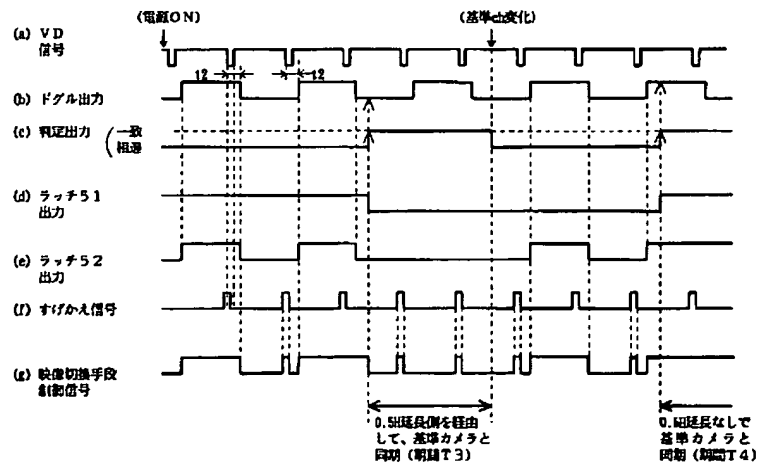 (電源ON)
(基準ch変化)
(a) VD
信号
12
12
(b) ドグル出力
(c) 判定出力
一致
相違
(d) ラッチ51
出力
(e) ラッチ52
出力
(f) すげかえ信号
(g) 映像切換手段
制御信号
0.5H延長側を経由
して、基準カメラと
同期(期間T3)
0.5H延長なしで
基準カメラと
同期(期間T4)